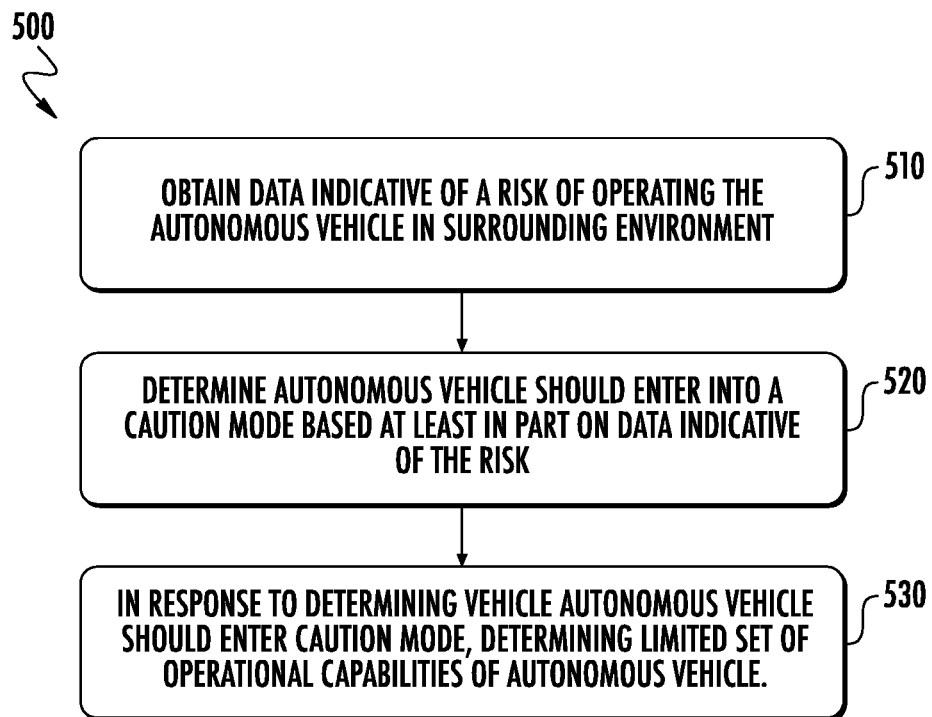 500
OBTAIN DATA INDICATIVE OF A RISK OF OPERATING THE
AUTONOMOUS VEHICLE IN SURROUNDING ENVIRONMENT
510
DETERMINE AUTONOMOUS VEHICLE SHOULD ENTER INTO A
CAUTION MODE BASED AT LEAST IN PART ON DATA INDICATIVE
OF THE RISK
520
IN RESPONSE TO DETERMINING VEHICLE AUTONOMOUS VEHICLE
SHOULD ENTER CAUTION MODE, DETERMINING LIMITED SET OF
OPERATIONAL CAPABILITIES OF AUTONOMOUS VEHICLE.
530